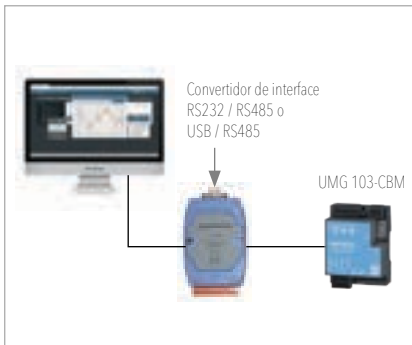 Convertidor de interface
RS232 / RS485 o
USB / RS485
UMG 103-CBM